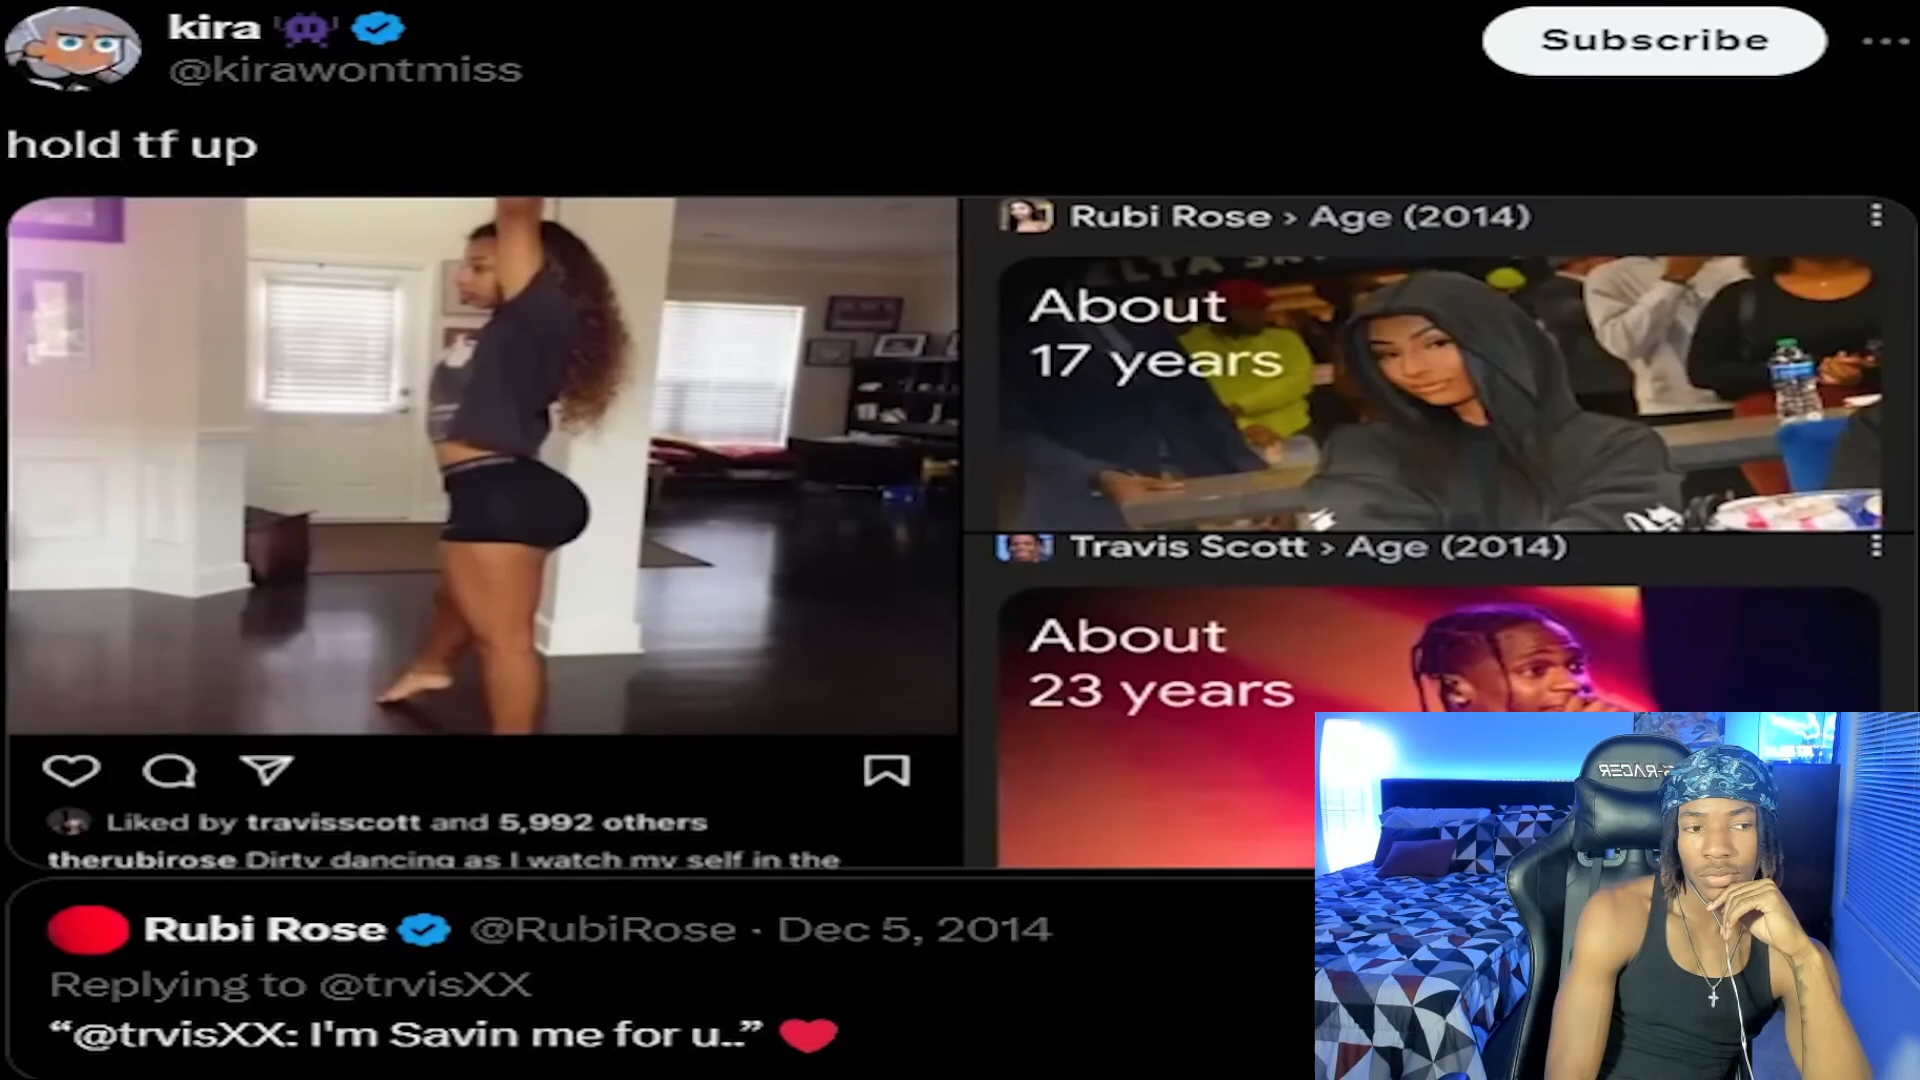 kira
@kirawontmiss
Subscribe
hold tf up
Rubi Rose › Age (2014)
About
17 years
Travis Scott › Age (2014)
About
23 years
Liked by travisscott and 5,992 others
therubirose Dirty dancing as I watch my self in the
Rubi Rose @RubiRose · Dec 5, 2014
Replying to @trvisXX
“@trvisXX: I'm Savin me for u..”